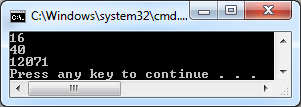 C:\Windows\system32\cmd....
16
40
12071
Press any key to continue . . .